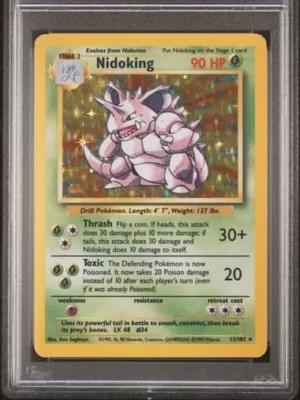 Evolves from Nidorino Put Nidoking on the Stage 1 card
STAGE 2 Nidoking 90 HP
Drill Pokémon. Length: 4' 7", Weight: 137 lbs.
Thrash Flip a coin. If heads, this attack
does 30 damage plus 10 more damage; if
tails, this attack does 30 damage and
Nidoking does 10 damage to itself.
30+
Toxic The Defending Pokémon is now
Poisoned. It now takes 20 Poison damage
instead of 10 after each player's turn (even
if it was already Poisoned).
20
weakness resistance retreat cost
Uses its powerful tail in battle to smash, constrict, then break
its prey's bones. LV. 48 #34
Illus. Ken Sugimori 11/102